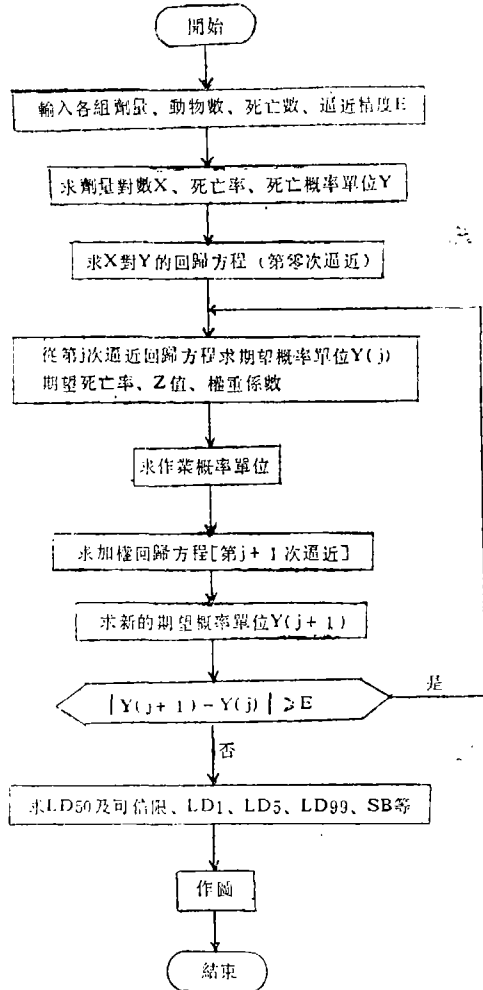 開始
輸入各組劑量、動物數、死亡數、逼近精度E
求劑量對數X、死亡率、死亡概率單位Y
求X對Y的回歸方程(第零次逼近)
從第j次逼近回歸方程求期望概率單位Y(j)
期望死亡率、Z值、權重係數
求作業概率單位
求加權回歸方程[第j+1次逼近]
求新的期望概率單位Y(j+1)
|Y(j+1)-Y(j)|⩾E
是
否
求LD50及可信限、LD1、LD5、LD99、SB等
作圖
結束